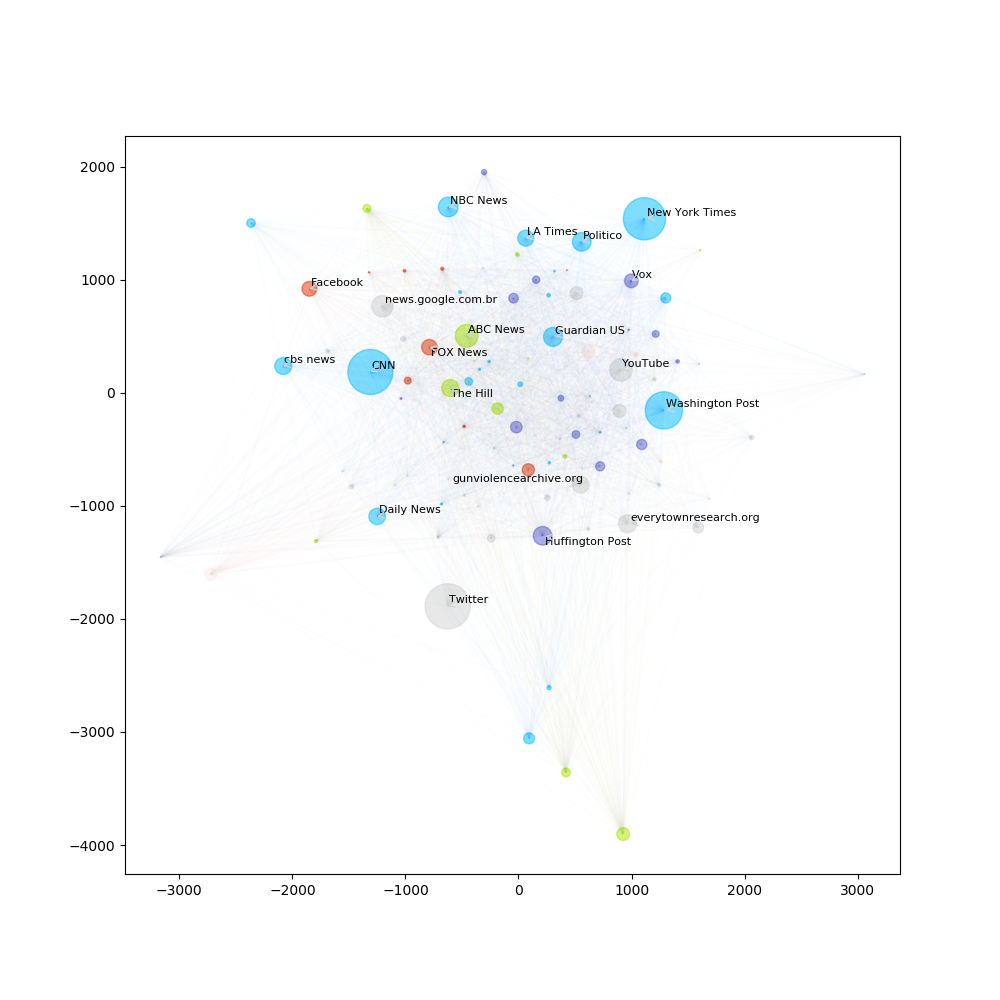 2000
1000
0
−1000
−2000
−3000
−4000
NBC News
New York Times
LA Times
Politico
Vox
Facebook
news.google.com.br
ABC News
Guardian US
FOX News
cbs news
CNN
YouTube
The Hill
Washington Post
gunviolencearchive.org
Daily News
everytownresearch.org
Huffington Post
Twitter
−3000 −2000 −1000 0 1000 2000 3000